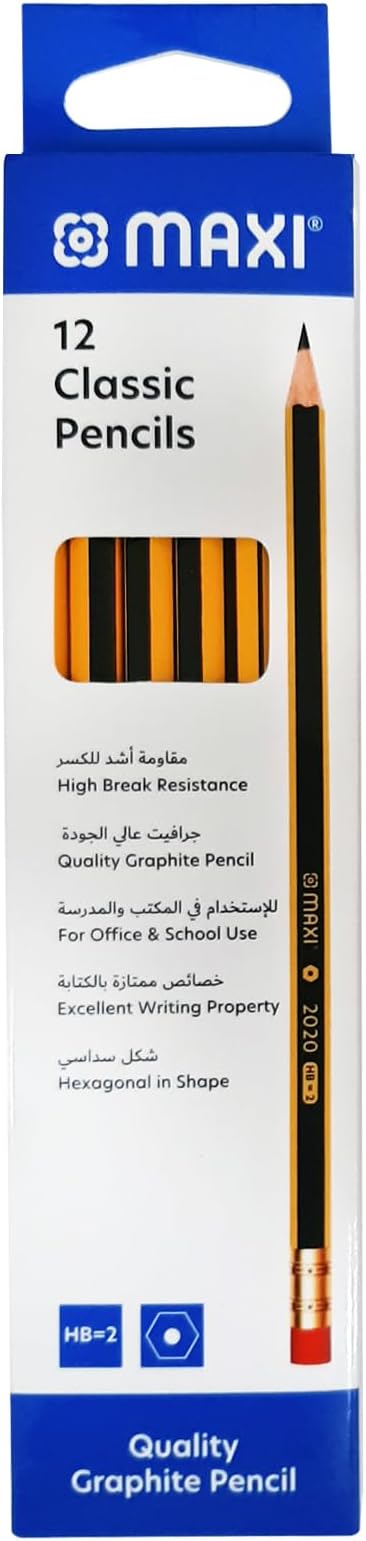 MAXI®
12
Classic
Pencils
مقاومة أشد للكسر
High Break Resistance
جرافيت عالي الجودة
Quality Graphite Pencil
للإستخدام في المكتب والمدرسة
For Office & School Use
خصائص ممتازة بالكتابة
Excellent Writing Property
شكل سداسي
Hexagonal in Shape
MAXI 2020 HB=2
HB=2
Quality
Graphite Pencil